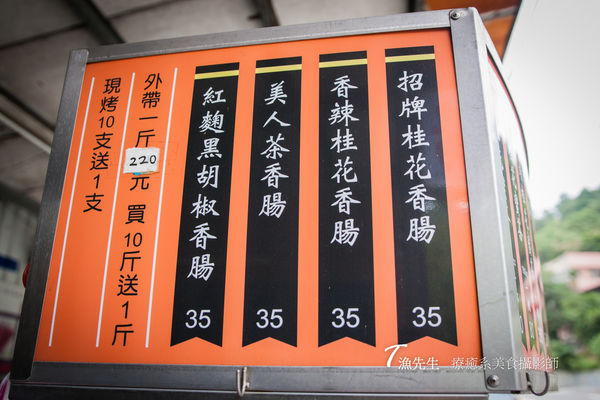 招牌桂花香腸
35
香辣桂花香腸
35
美人茶香腸
35
紅麴黑胡椒香腸
35
外帶一斤220元 買10斤送1斤
現烤10支送1支
漁先生 療癒系美食攝影師